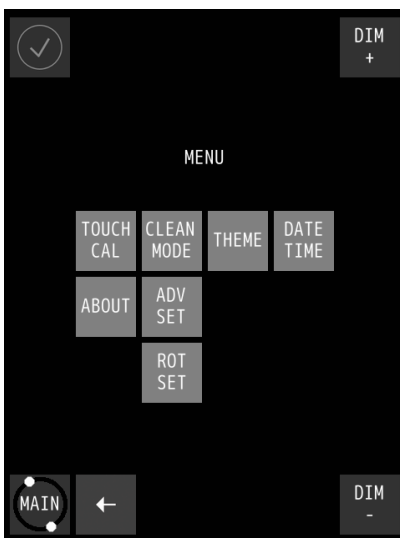 DIM
+
MENU
TOUCH
CAL
CLEAN
MODE
THEME
DATE
TIME
ABOUT
ADV
SET
ROT
SET
MAIN
←
DIM
-